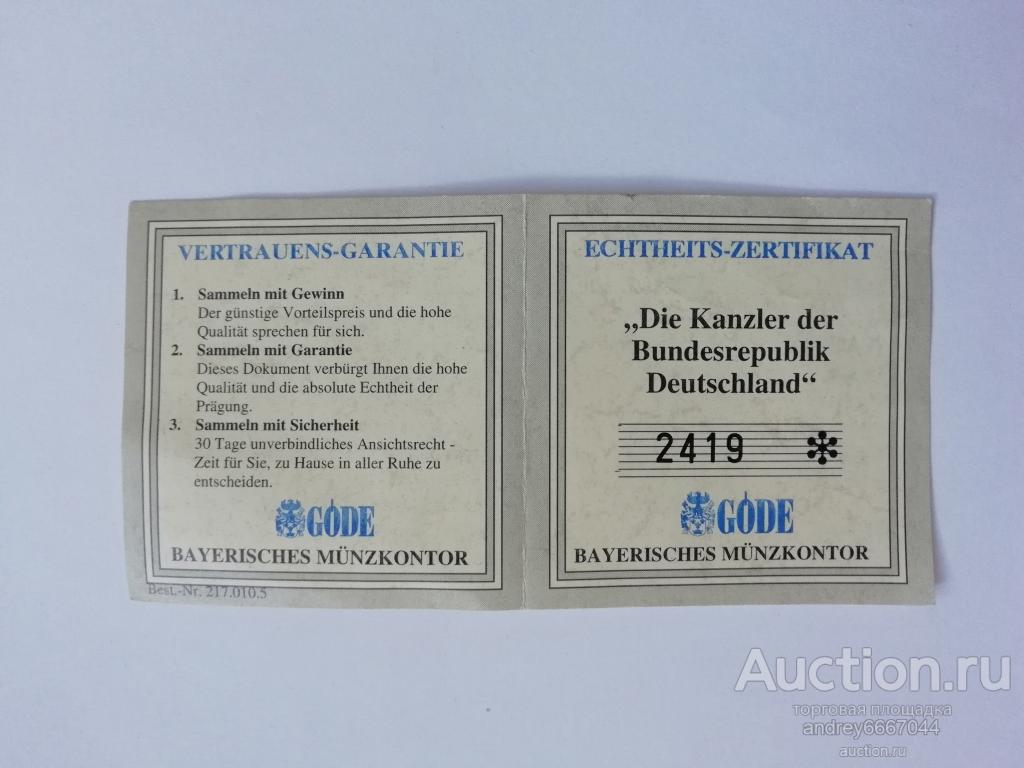 VERTRAUENS-GARANTIE
1. Sammeln mit Gewinn
Der günstige Vorteilspreis und die hohe
Qualität sprechen für sich.
2. Sammeln mit Garantie
Dieses Dokument verbürgt Ihnen die hohe
Qualität und die absolute Echtheit der
Prägung.
3. Sammeln mit Sicherheit
30 Tage unverbindliches Ansichtsrecht -
Zeit für Sie, zu Hause in aller Ruhe zu
entscheiden.
GÖDE
BAYERISCHES MÜNZKONTOR
Best.-Nr. 217.010.5
ECHTHEITS-ZERTIFIKAT
„Die Kanzler der
Bundesrepublik
Deutschland“
2419
GÖDE
BAYERISCHES MÜNZKONTOR
Auction.ru
торговая площадка
andrey6667044
auction.ru